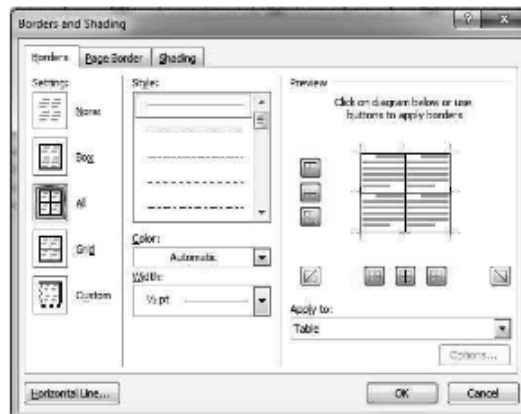 Borders and Shading
Borders
Page Border
Shading
Setting:
None
Box
All
Grid
Custom
Style:
Color:
Automatic
Width:
½ pt
Preview
Click on diagram below or use
buttons to apply borders
Apply to:
Table
Options...
Horizontal Line...
OK
Cancel